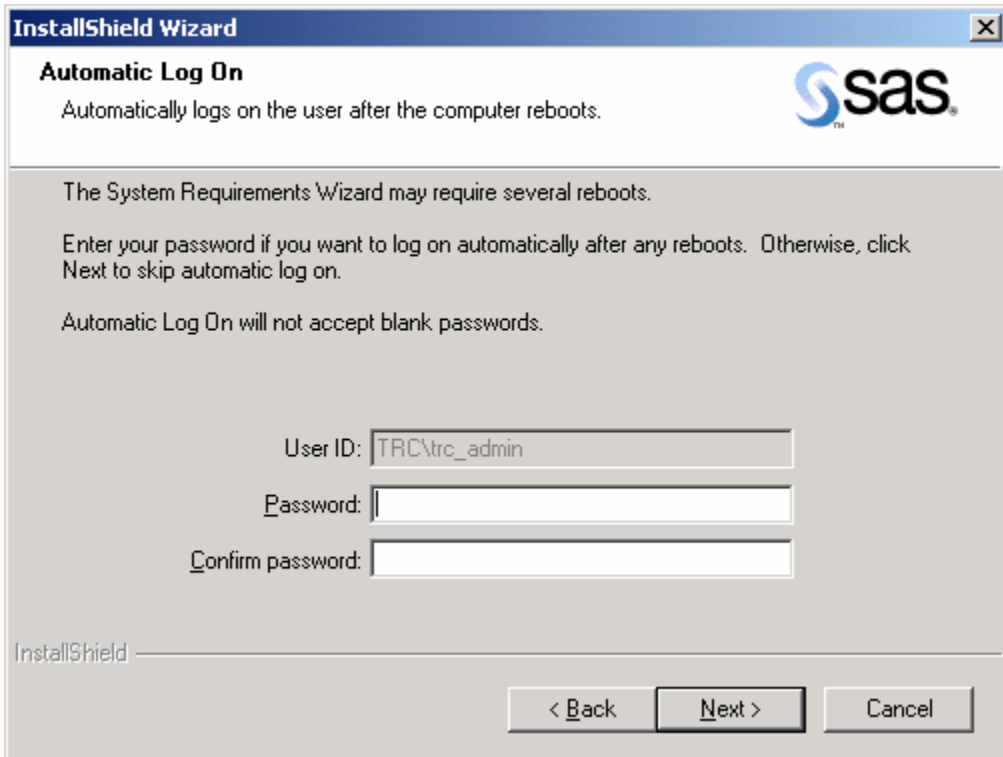 InstallShield Wizard
Automatic Log On
Automatically logs on the user after the computer reboots.
sas.
TM
The System Requirements Wizard may require several reboots.
Enter your password if you want to log on automatically after any reboots.  Otherwise, click
Next to skip automatic log on.
Automatic Log On will not accept blank passwords.
User ID: TRC\trc_admin
Password:
Confirm password:
InstallShield
< Back Next > Cancel